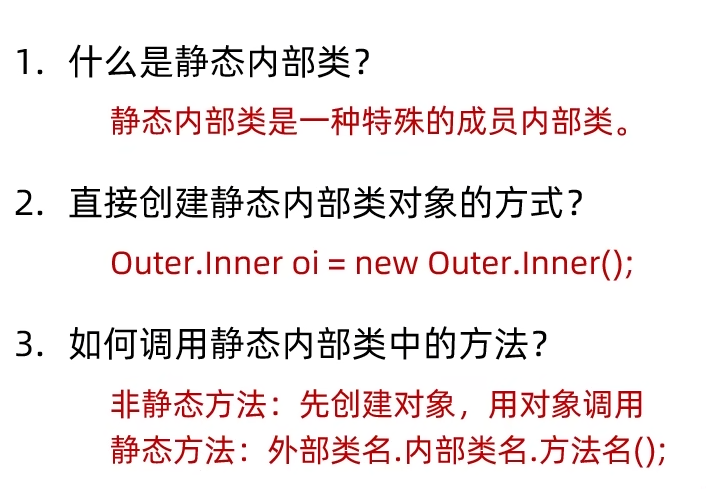 1. 什么是静态内部类？
静态内部类是一种特殊的成员内部类。
2. 直接创建静态内部类对象的方式？
Outer.Inner oi = new Outer.Inner();
3. 如何调用静态内部类中的方法？
非静态方法：先创建对象，用对象调用
静态方法：外部类名.内部类名.方法名();